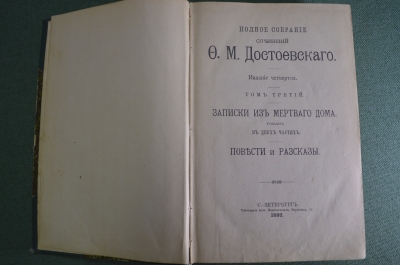 ПОЛНОЕ СОБРАНІЕ
СОЧИНЕНІЙ
Ѳ. М. Достоевскаго.
Изданіе четвертое.
ТОМЪ ТРЕТІЙ
ЗАПИСКИ ИЗЪ МЕРТВАГО ДОМА.
ВЪ ДВУХЪ ЧАСТЯХЪ.
ПОВѢСТИ и РАЗСКАЗЫ.
С.-ПЕТЕРБУРГЪ.
1892.